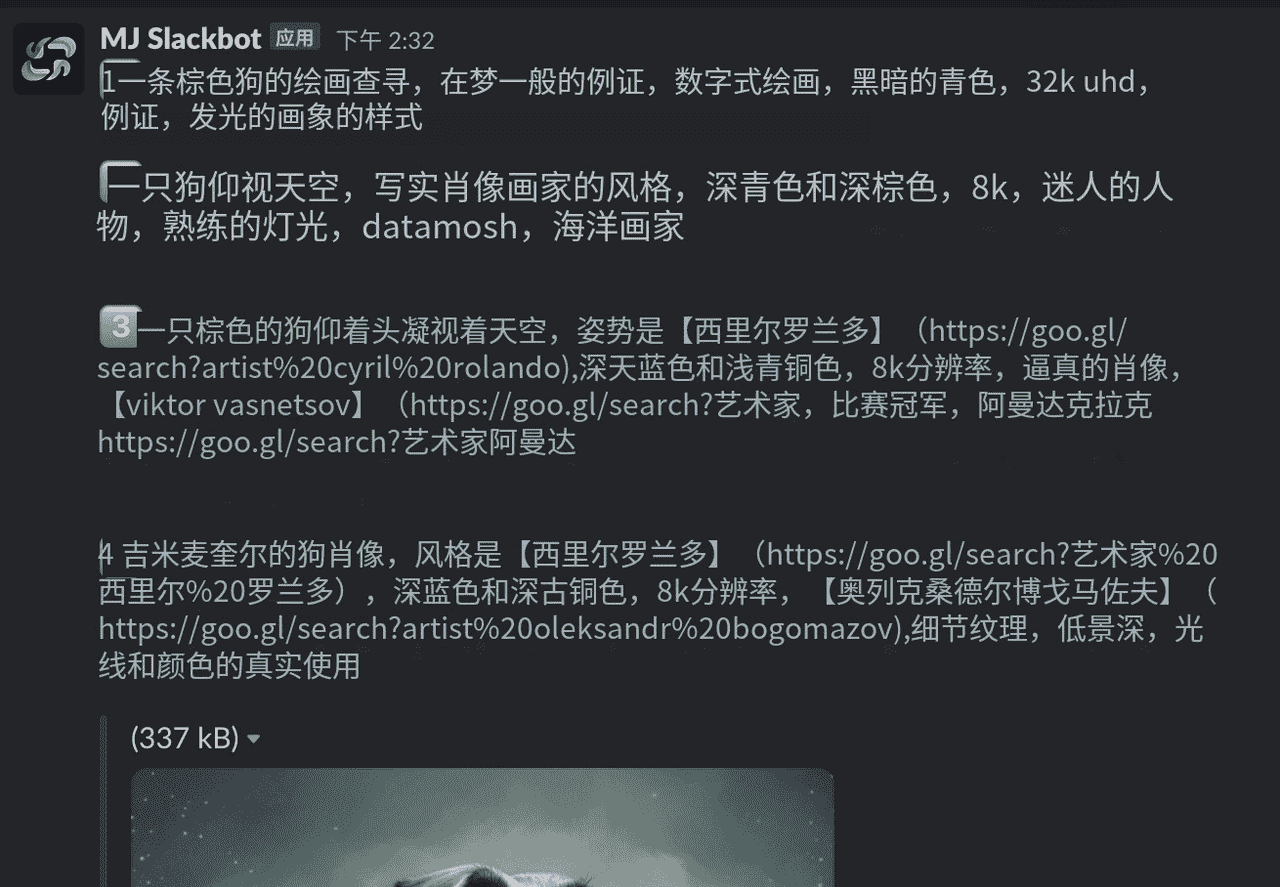 MJ Slackbot 应用 下午 2:32
1一条棕色狗的绘画查寻，在梦一般的例证，数字式绘画，黑暗的青色，32k uhd，
例证，发光的画象的样式
一只狗仰视天空，写实肖像画家的风格，深青色和深棕色，8k，迷人的人
物，熟练的灯光，datamosh，海洋画家
3一只棕色的狗仰着头凝视着天空，姿势是【西里尔罗兰多】（https://goo.gl/
search?artist%20cyril%20rolando),深天蓝色和浅青铜色，8k分辨率，逼真的肖像，
【viktor vasnetsov】（https://goo.gl/search?艺术家，比赛冠军，阿曼达克拉克
https://goo.gl/search?艺术家阿曼达
4 吉米麦奎尔的狗肖像，风格是【西里尔罗兰多】（https://goo.gl/search?艺术家%20
西里尔%20罗兰多），深蓝色和深古铜色，8k分辨率，【奥列克桑德尔博戈马佐夫】（
https://goo.gl/search?artist%20oleksandr%20bogomazov),细节纹理，低景深，光
线和颜色的真实使用
(337 kB)